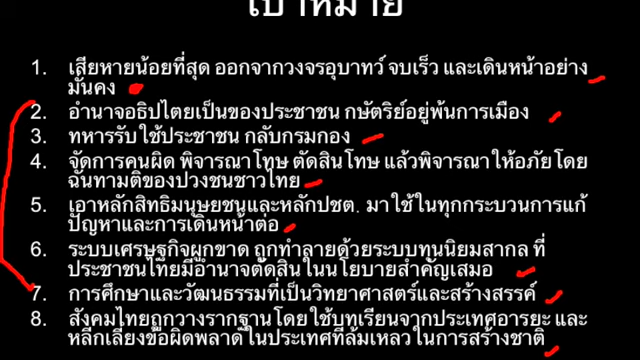 เป้าหมาย
1. เสียหายน้อยที่สุด ออกจากวงจรอุบาทว์ จบเร็ว และเดินหน้าอย่าง
มั่นคง
2. อำนาจอธิปไตยเป็นของประชาชน กษัตริย์อยู่พ้นการเมือง
3. ทหารรับใช้ประชาชน กลับกรมกอง
4. จัดการคนผิด พิจารณาโทษ ตัดสินโทษ แล้วพิจารณาให้อภัยโดย
ฉันทามติของปวงชนชาวไทย
5. เอาหลักสิทธิมนุษยชนและหลักปชต. มาใช้ในทุกกระบวนการแก้
ปัญหาและการเดินหน้าต่อ
6. ระบบเศรษฐกิจผูกขาด ถูกทำลายด้วยระบบทุนนิยมสากล ที่
ประชาชนไทยมีอำนาจตัดสินในนโยบายสำคัญเสมอ
7. การศึกษาและวัฒนธรรมที่เป็นวิทยาศาสตร์และสร้างสรรค์
8. สังคมไทยถูกวางรากฐานโดยใช้บทเรียนจากประเทศอารยะ และ
หลีกเลี่ยงข้อผิดพลาดในประเทศที่ล้มเหลวในการสร้างชาติ